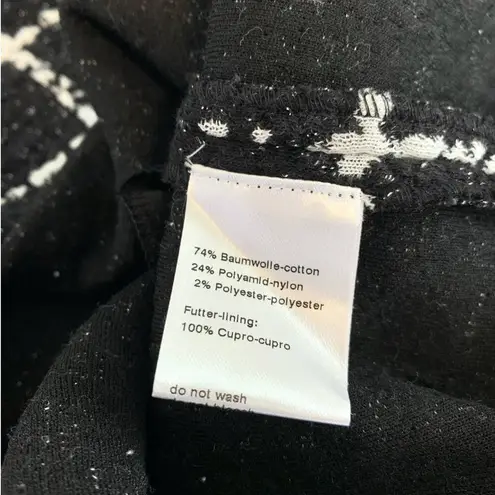 74% Baumwolle-cotton
24% Polyamid-nylon
2% Polyester-polyester
Futter-lining:
100% Cupro-cupro
do not wash